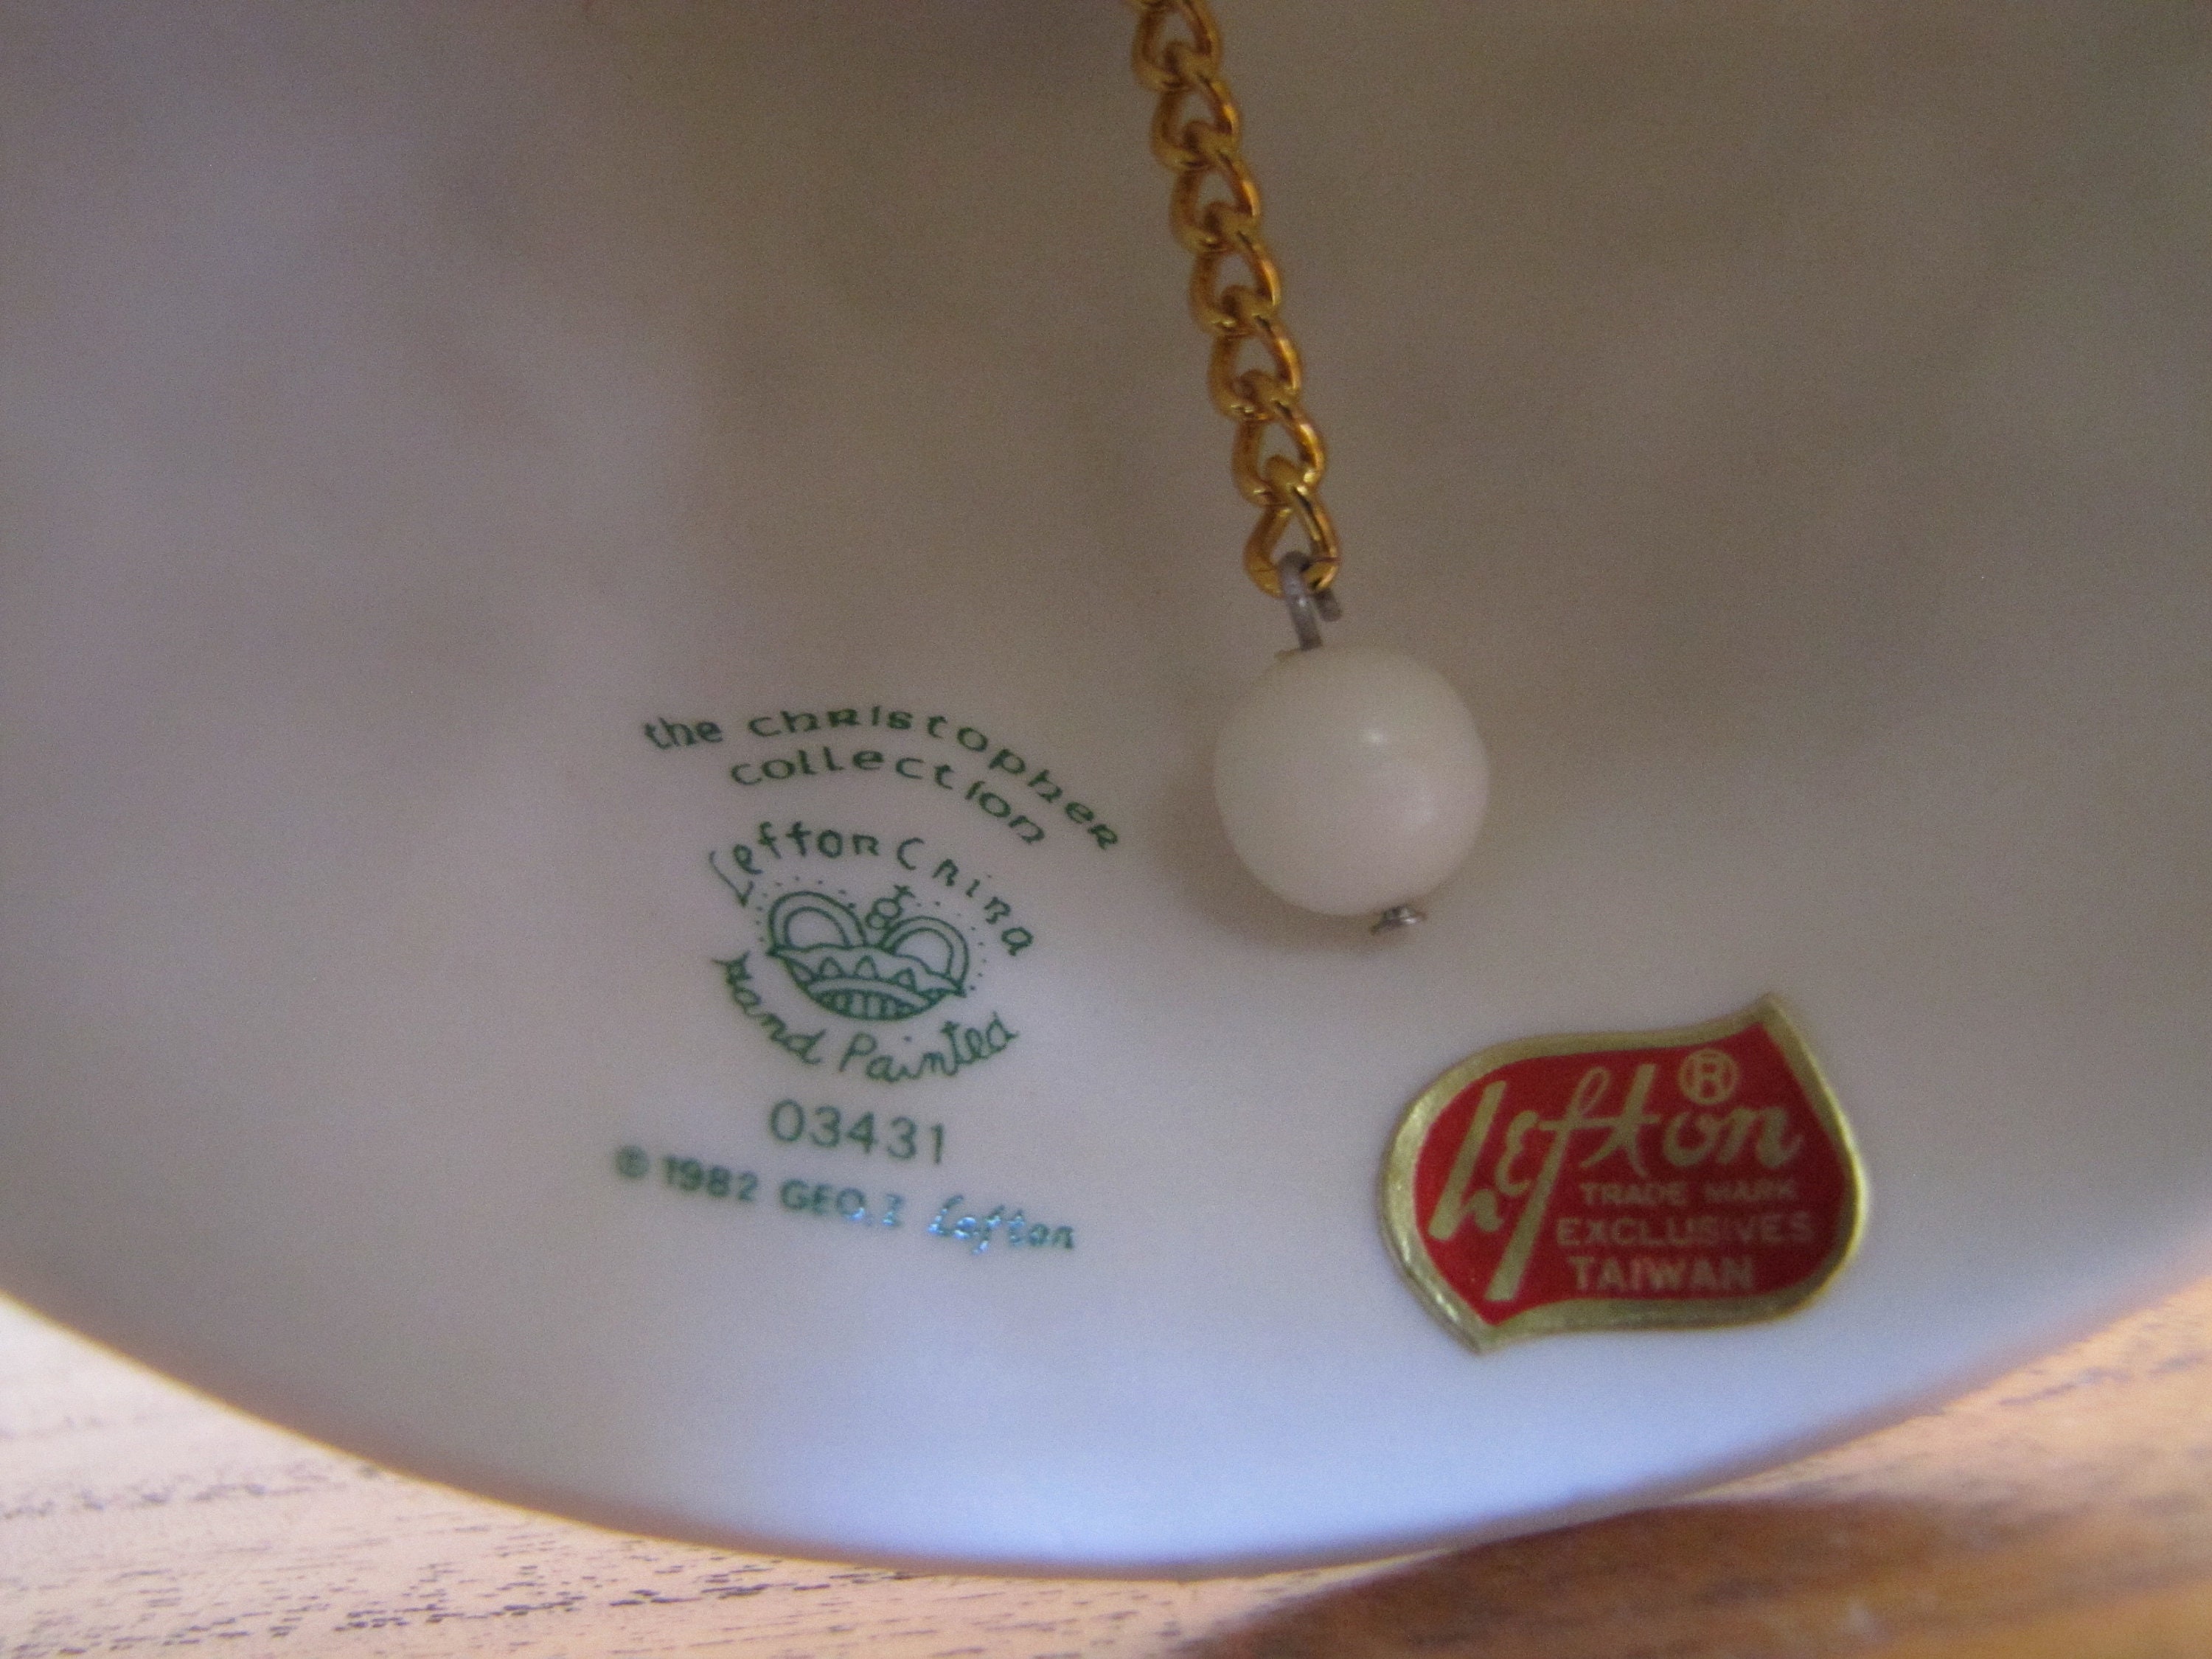 the christopher
collection
Lefton China
Hand Painted
03431
© 1982 GEO. Z Lefton
Lefton ®
TRADE MARK
EXCLUSIVES
TAIWAN